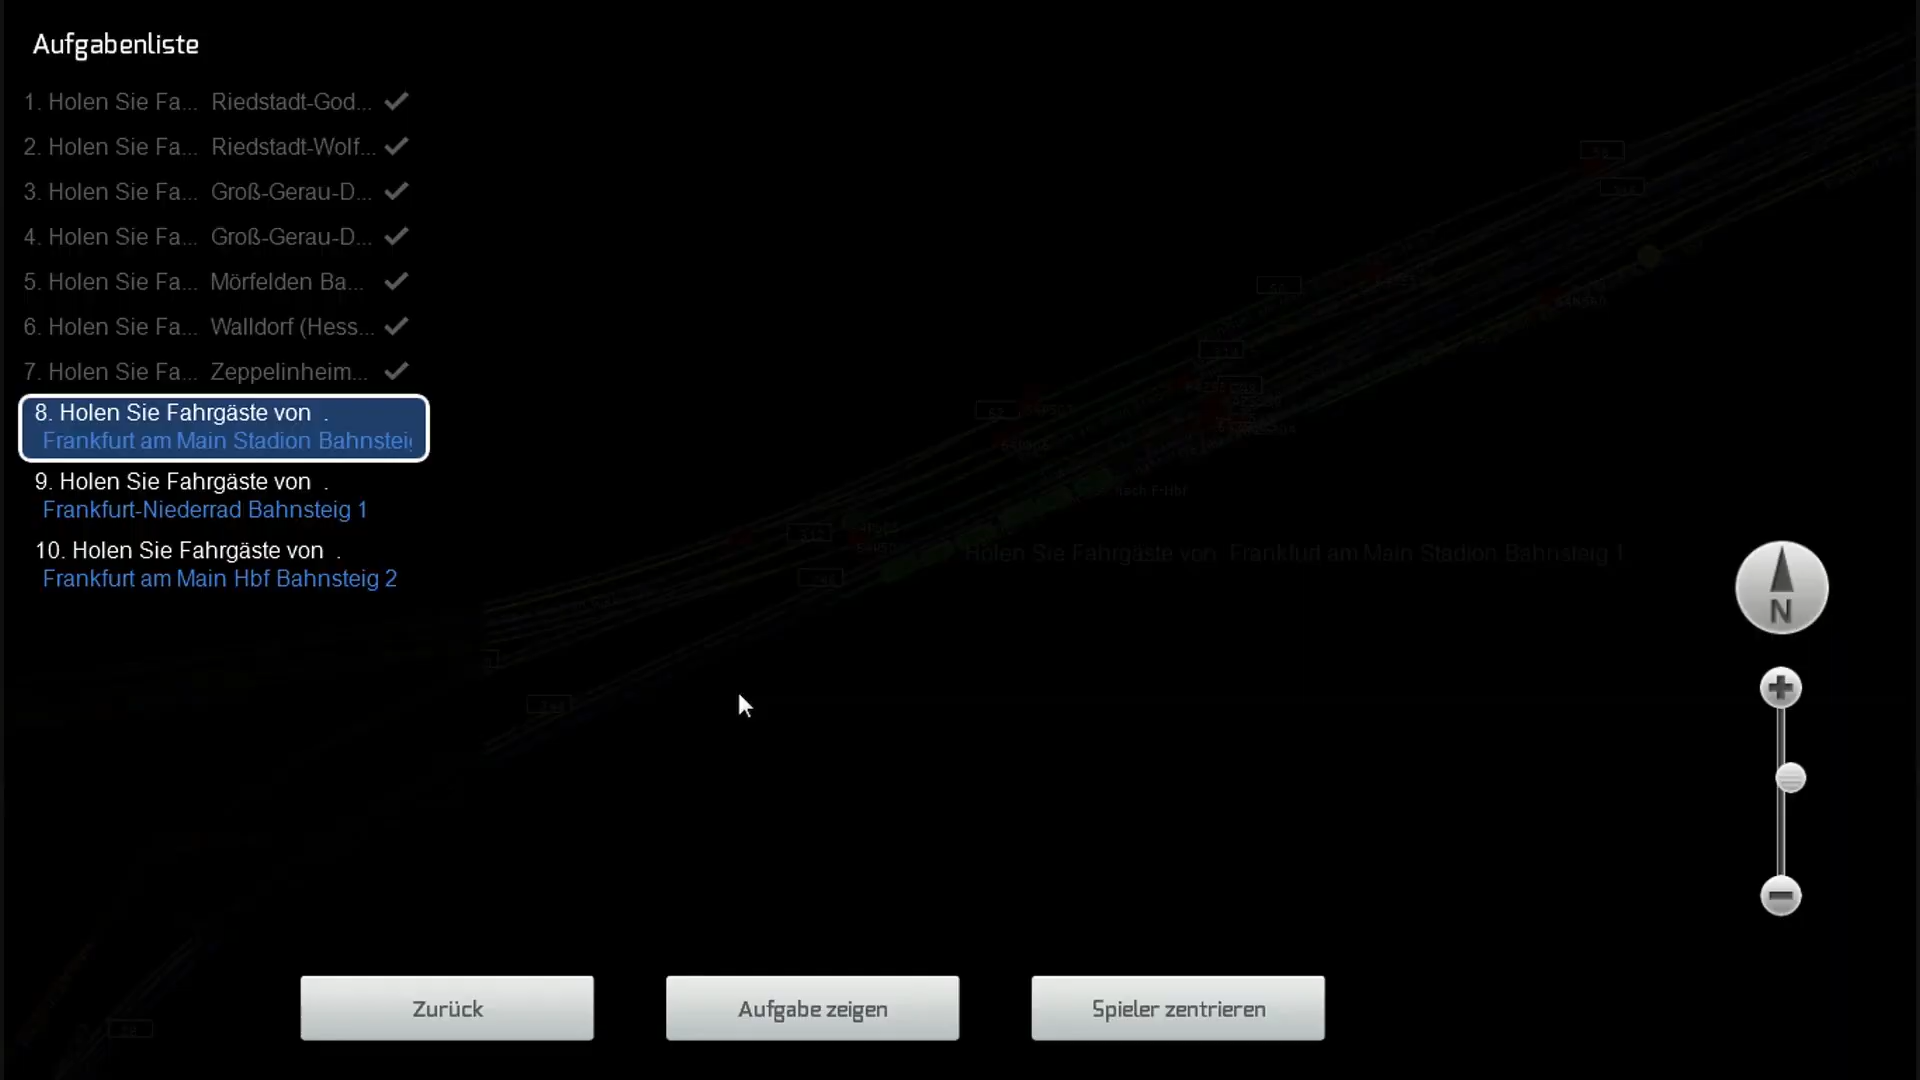 Aufgabenliste
1. Holen Sie Fa... Riedstadt-God...
2. Holen Sie Fa... Riedstadt-Wolf...
3. Holen Sie Fa... Groß-Gerau-D...
4. Holen Sie Fa... Groß-Gerau-D...
5. Holen Sie Fa... Mörfelden Ba...
6. Holen Sie Fa... Walldorf (Hess...
7. Holen Sie Fa... Zeppelinheim...
8. Holen Sie Fahrgäste von .
Frankfurt am Main Stadion Bahnsteig
9. Holen Sie Fahrgäste von .
Frankfurt-Niederrad Bahnsteig 1
10. Holen Sie Fahrgäste von .
Frankfurt am Main Hbf Bahnsteig 2
nach F-Hbf
Holen Sie Fahrgäste von Frankfurt am Main Stadion Bahnsteig 1
N
Zurück
Aufgabe zeigen
Spieler zentrieren